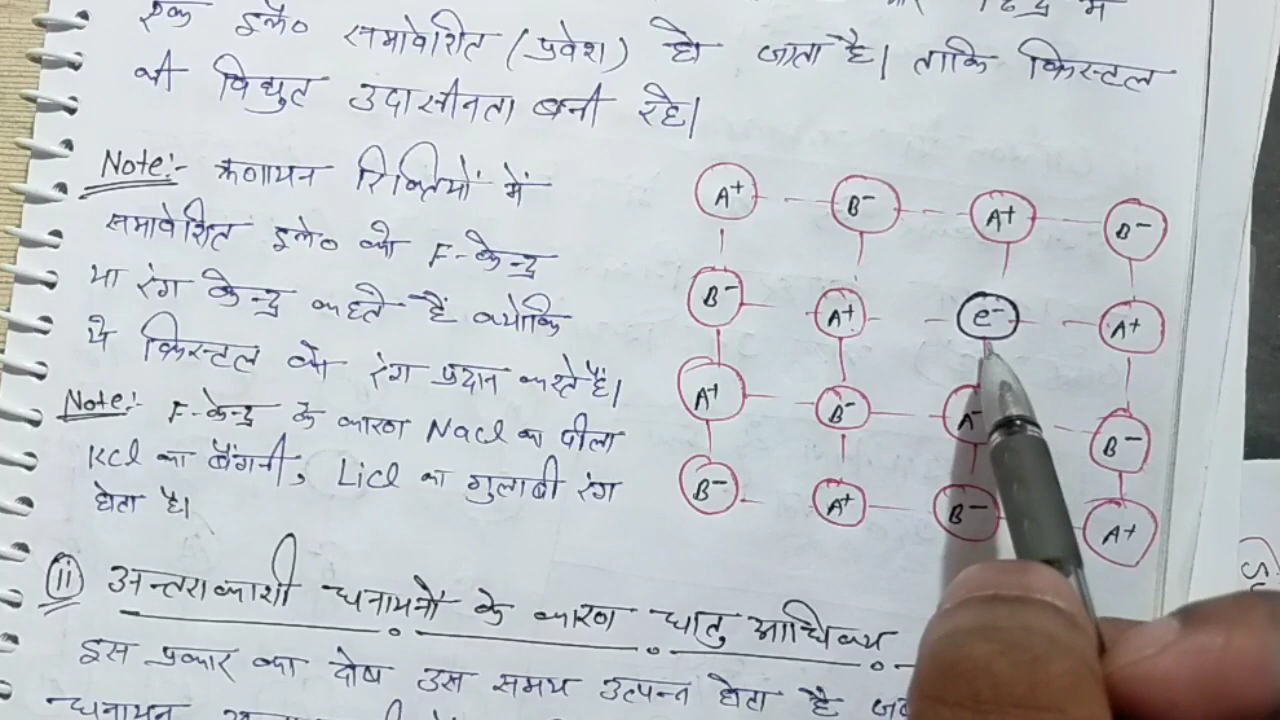 एक इले० समावेशित (प्रवेश) हो जाता है। ताकि क्रिस्टल
की विद्युत उदासीनता बनी रहे।
Note:- ऋणायन रिक्तियों में
समावेशित इले० को F-केन्द्र
या रंग केन्द्र कहते हैं क्योकि
ये क्रिस्टल को रंग प्रदान करते हैं।
Note:- F-केन्द्र के कारण Nacl का पीला
Kcl का बैंगनी, Licl का गुलाबी रंग
होता है।
A+ B- A+ B-
B- A+ e- A+
A+ B- A B-
B- A+ B- A+
(ii) अन्तराकाशी धनायनों के कारण धातु आधिक्य
इस प्रकार का दोष उस समय उत्पन्न होता है जब
धनायन